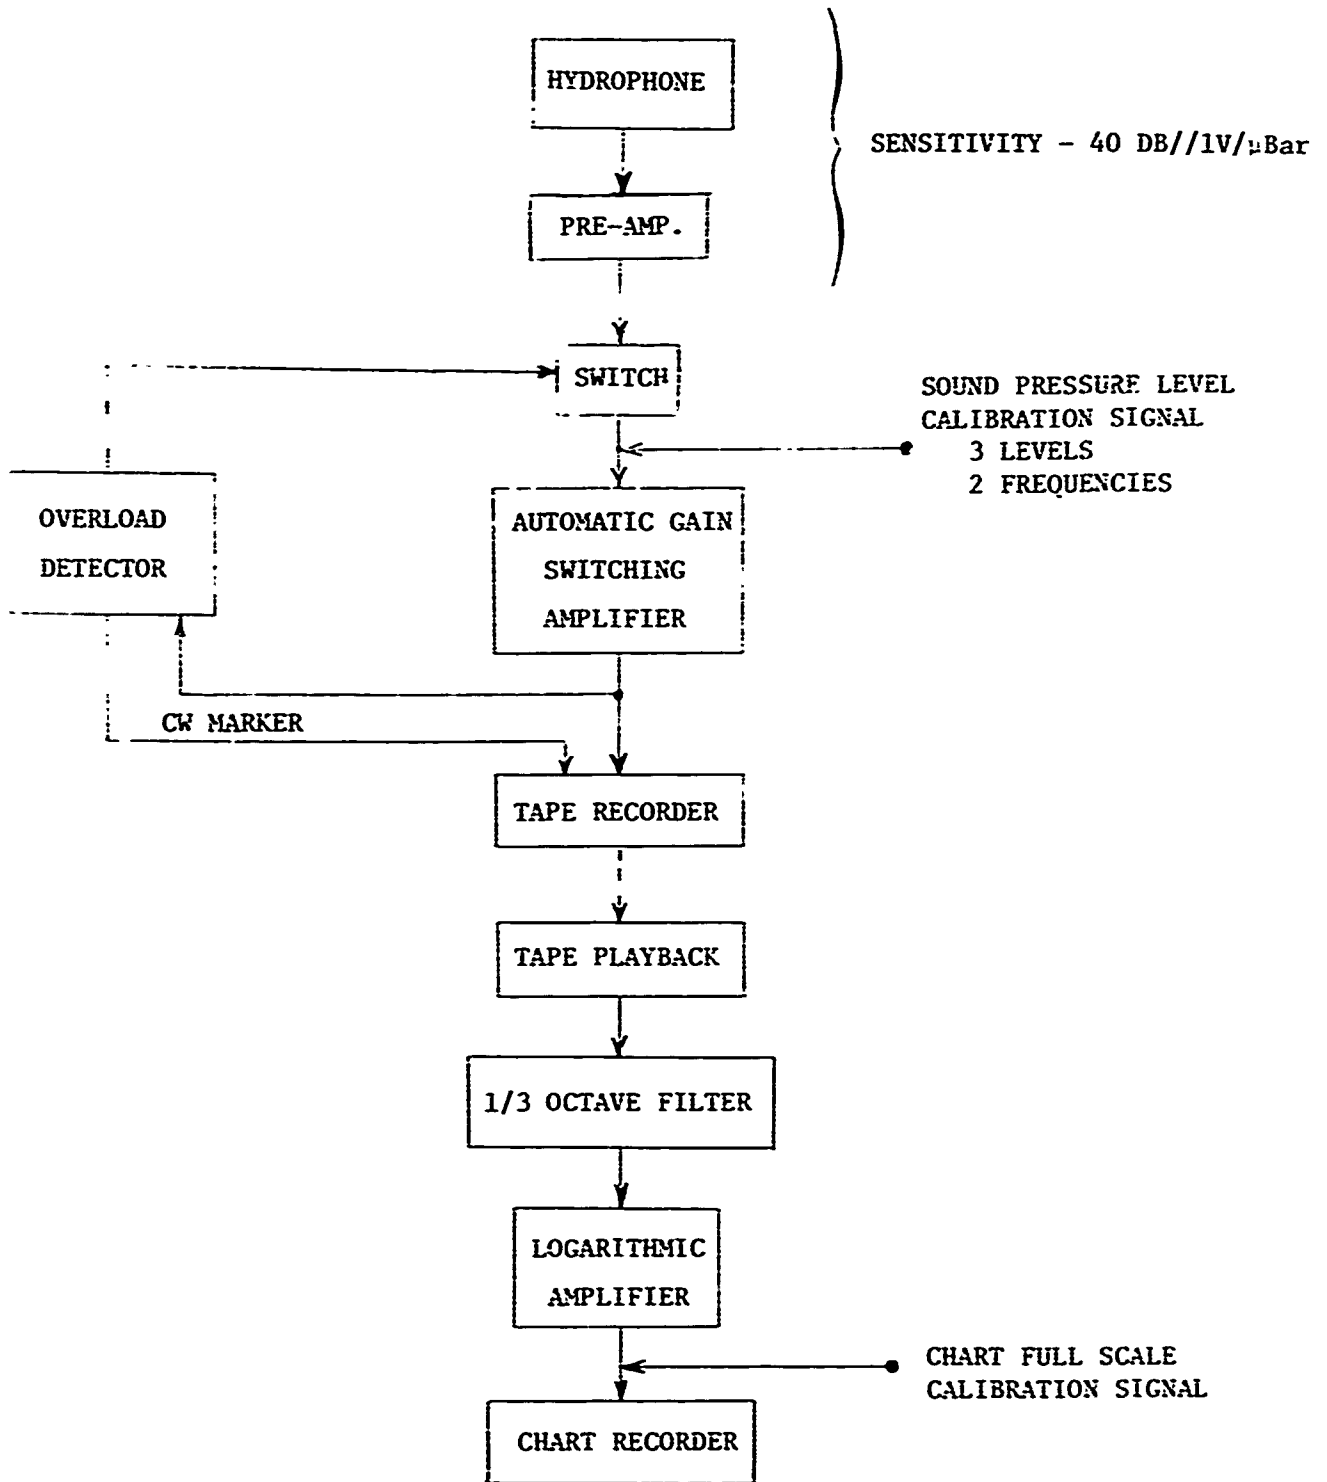 HYDROPHONE
SENSITIVITY - 40 DB//1V/µBar
PRE-AMP.
SWITCH
SOUND PRESSURE LEVEL
CALIBRATION SIGNAL
3 LEVELS
2 FREQUENCIES
OVERLOAD
DETECTOR
AUTOMATIC GAIN
SWITCHING
AMPLIFIER
CW MARKER
TAPE RECORDER
TAPE PLAYBACK
1/3 OCTAVE FILTER
LOGARITHMIC
AMPLIFIER
CHART FULL SCALE
CALIBRATION SIGNAL
CHART RECORDER